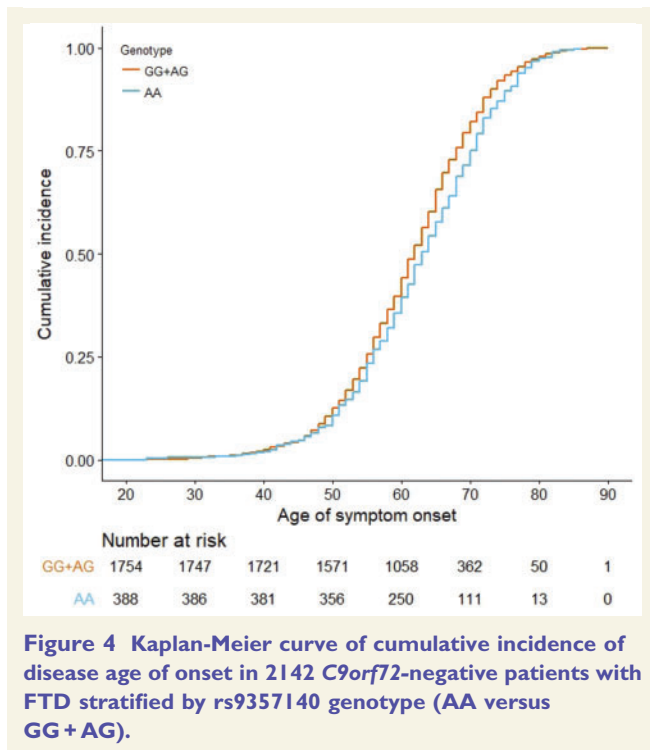 1.00
0.75
0.50
0.25
0.00
Cumulative incidence
Genotype
GG+AG
AA
20 30 40 50 60 70 80 90
Age of symptom onset
Number at risk
GG+AG 1754 1747 1721 1571 1058 362 50 1
AA 388 386 381 356 250 111 13 0
Figure 4 Kaplan-Meier curve of cumulative incidence of
disease age of onset in 2142 C9orf72-negative patients with
FTD stratified by rs9357140 genotype (AA versus
GG + AG).